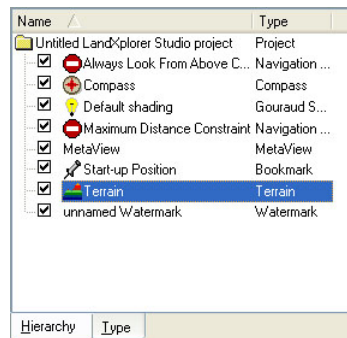 Name Type
Untitled LandXplorer Studio project Project
Always Look From Above C... Navigation ...
Compass Compass
Default shading Gouraud S...
Maximum Distance Constraint Navigation ...
MetaView MetaView
Start-up Position Bookmark
Terrain Terrain
unnamed Watermark Watermark
Hierarchy Type